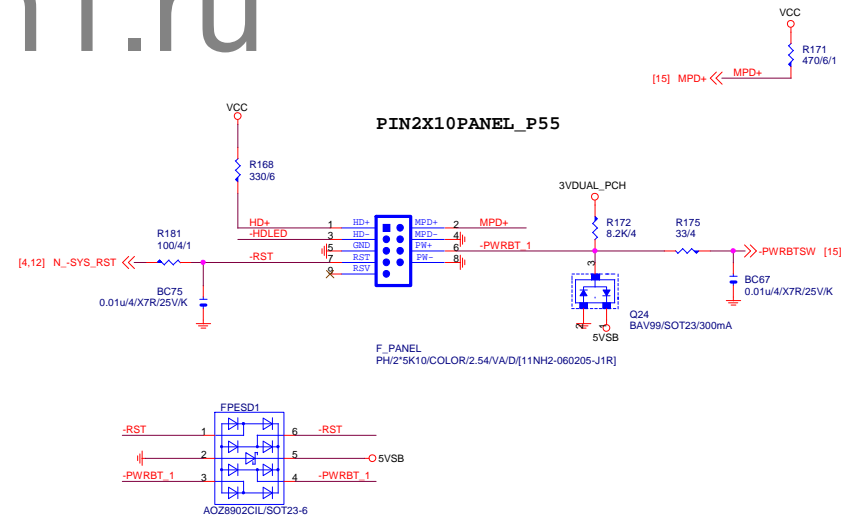 n1.ru
VCC
R171
470/6/1
[15] MPD+ MPD+
VCC
PIN2X10PANEL_P55
R168
330/6
3VDUAL_PCH
HD+ 1 HD+ MPD+ 2 MPD+
-HDLED 3 HD- MPD- 4
5 GND PW+ 6 -PWRBT_1
-RST 7 RST PW- 8
9 RSV
R181
100/4/1
[4,12] N_-SYS_RST
R172
8.2K/4
R175
33/4
-PWRBTSW [15]
BC75
0.01u/4/X7R/25V/K
BC67
0.01u/4/X7R/25V/K
3
2 1
Q24
BAV99/SOT23/300mA
5VSB
F_PANEL
PH/2*5K10/COLOR/2.54/VA/D/[11NH2-060205-J1R]
FPESD1
-RST 1 6 -RST
2 5 5VSB
-PWRBT_1 3 4 -PWRBT_1
AOZ8902CIL/SOT23-6